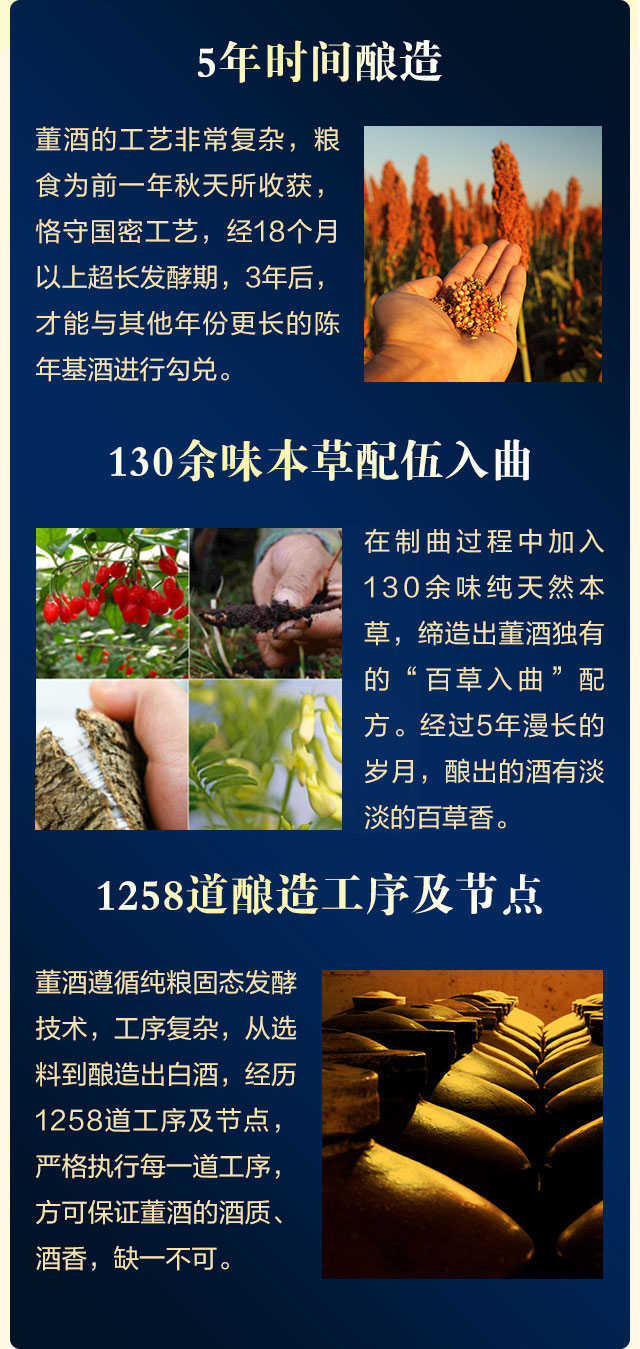 5年时间酿造
董酒的工艺非常复杂，粮
食为前一年秋天所收获，
恪守国密工艺，经18个月
以上超长发酵期，3年后，
才能与其他年份更长的陈
年基酒进行勾兑。
130余味本草配伍入曲
在制曲过程中加入
130余味纯天然本
草，缔造出董酒独有
的“百草入曲”配
方。经过5年漫长的
岁月，酿出的酒有淡
淡的百草香。
1258道酿造工序及节点
董酒遵循纯粮固态发酵
技术，工序复杂，从选
料到酿造出白酒，经历
1258道工序及节点，
严格执行每一道工序，
方可保证董酒的酒质、
酒香，缺一不可。